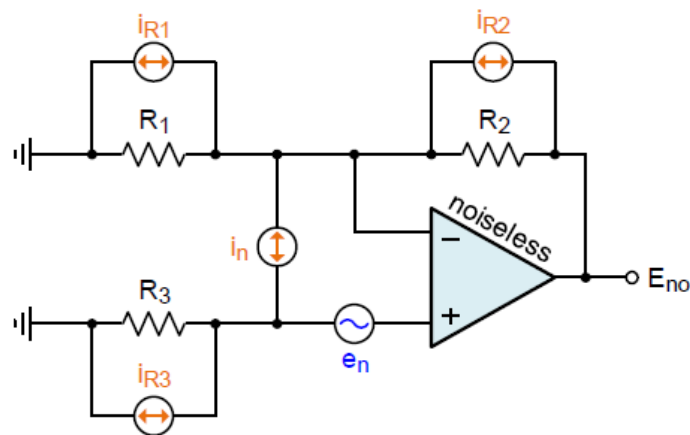 iR1
iR2
R1
R2
noiseless
in
−
Eno
R3
+
en
iR3